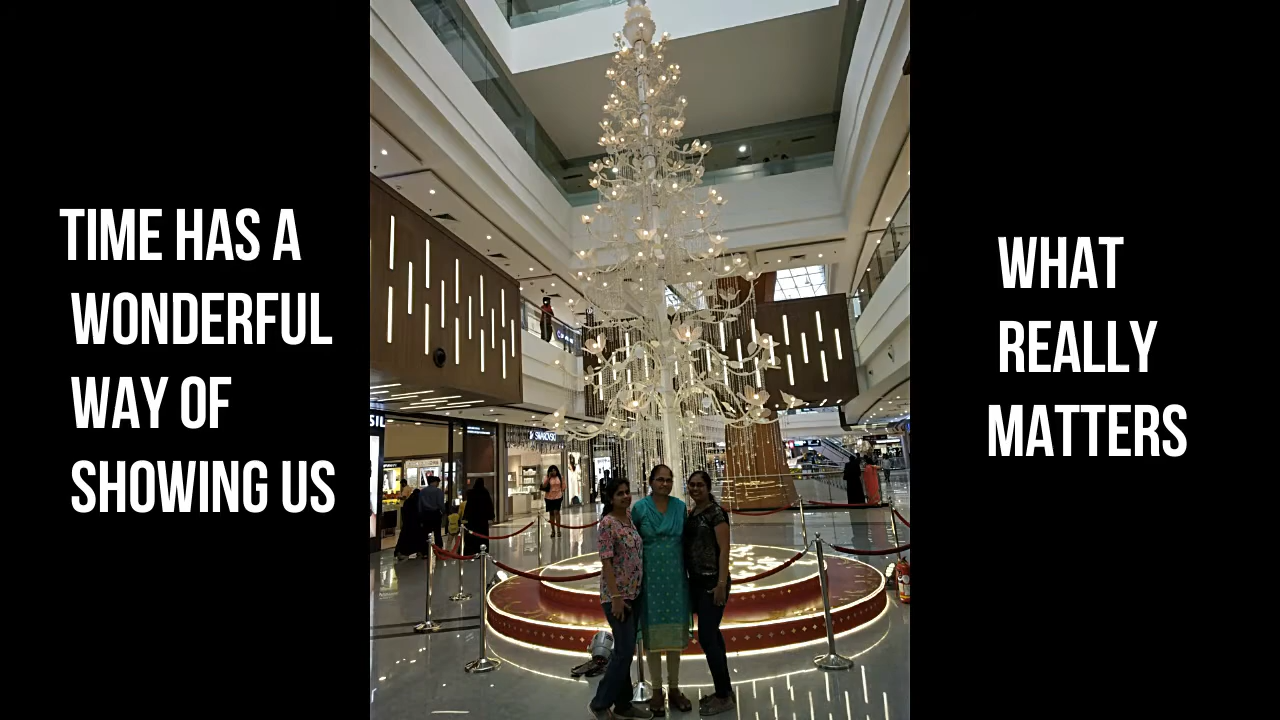 TIME HAS A
WONDERFUL
WAY OF
SHOWING US
WHAT
REALLY
MATTERS
SWAROVSKI